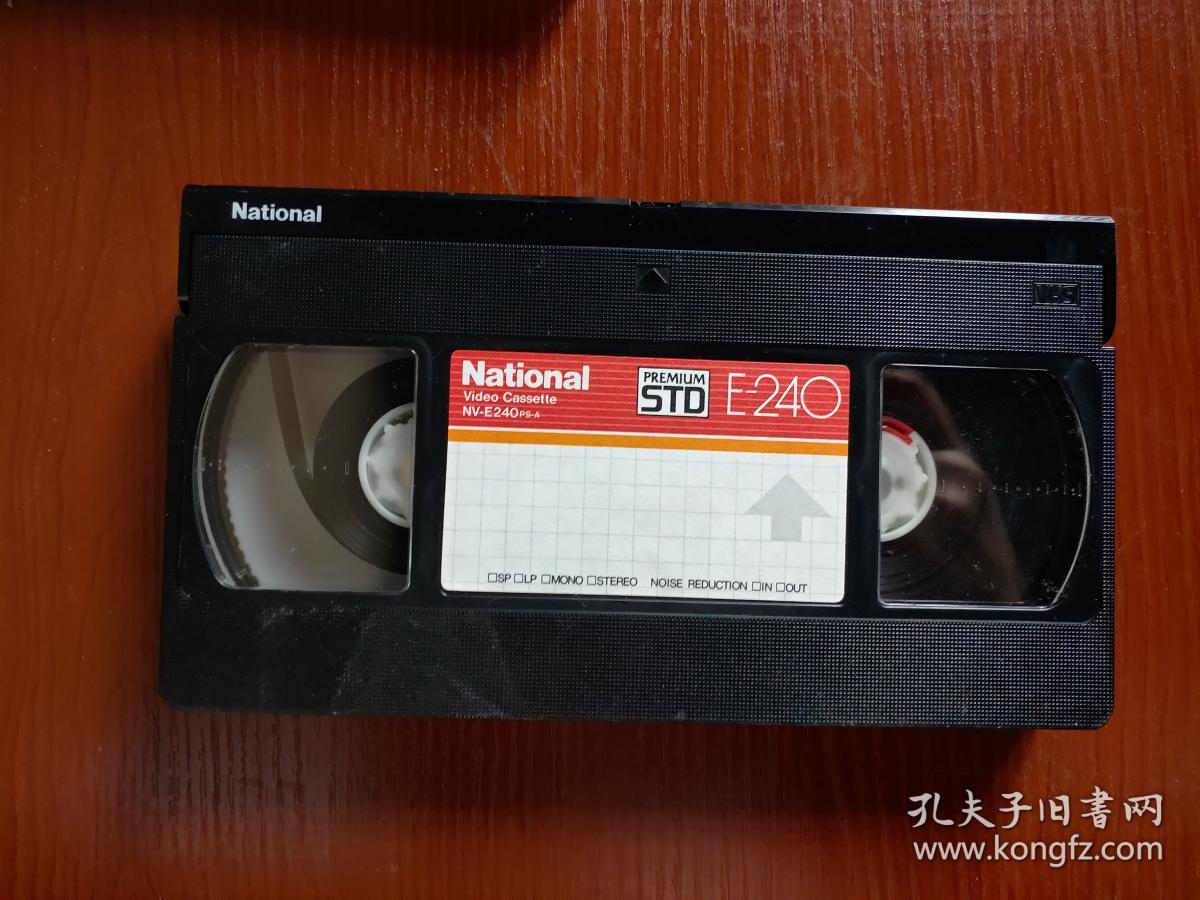 National
VHS
National
Video Cassette
NV-E240PS-A
PREMIUM
STD
E-240
□SP □LP □MONO □STEREO NOISE REDUCTION □IN □OUT
孔夫子旧书网
www.kongfz.com